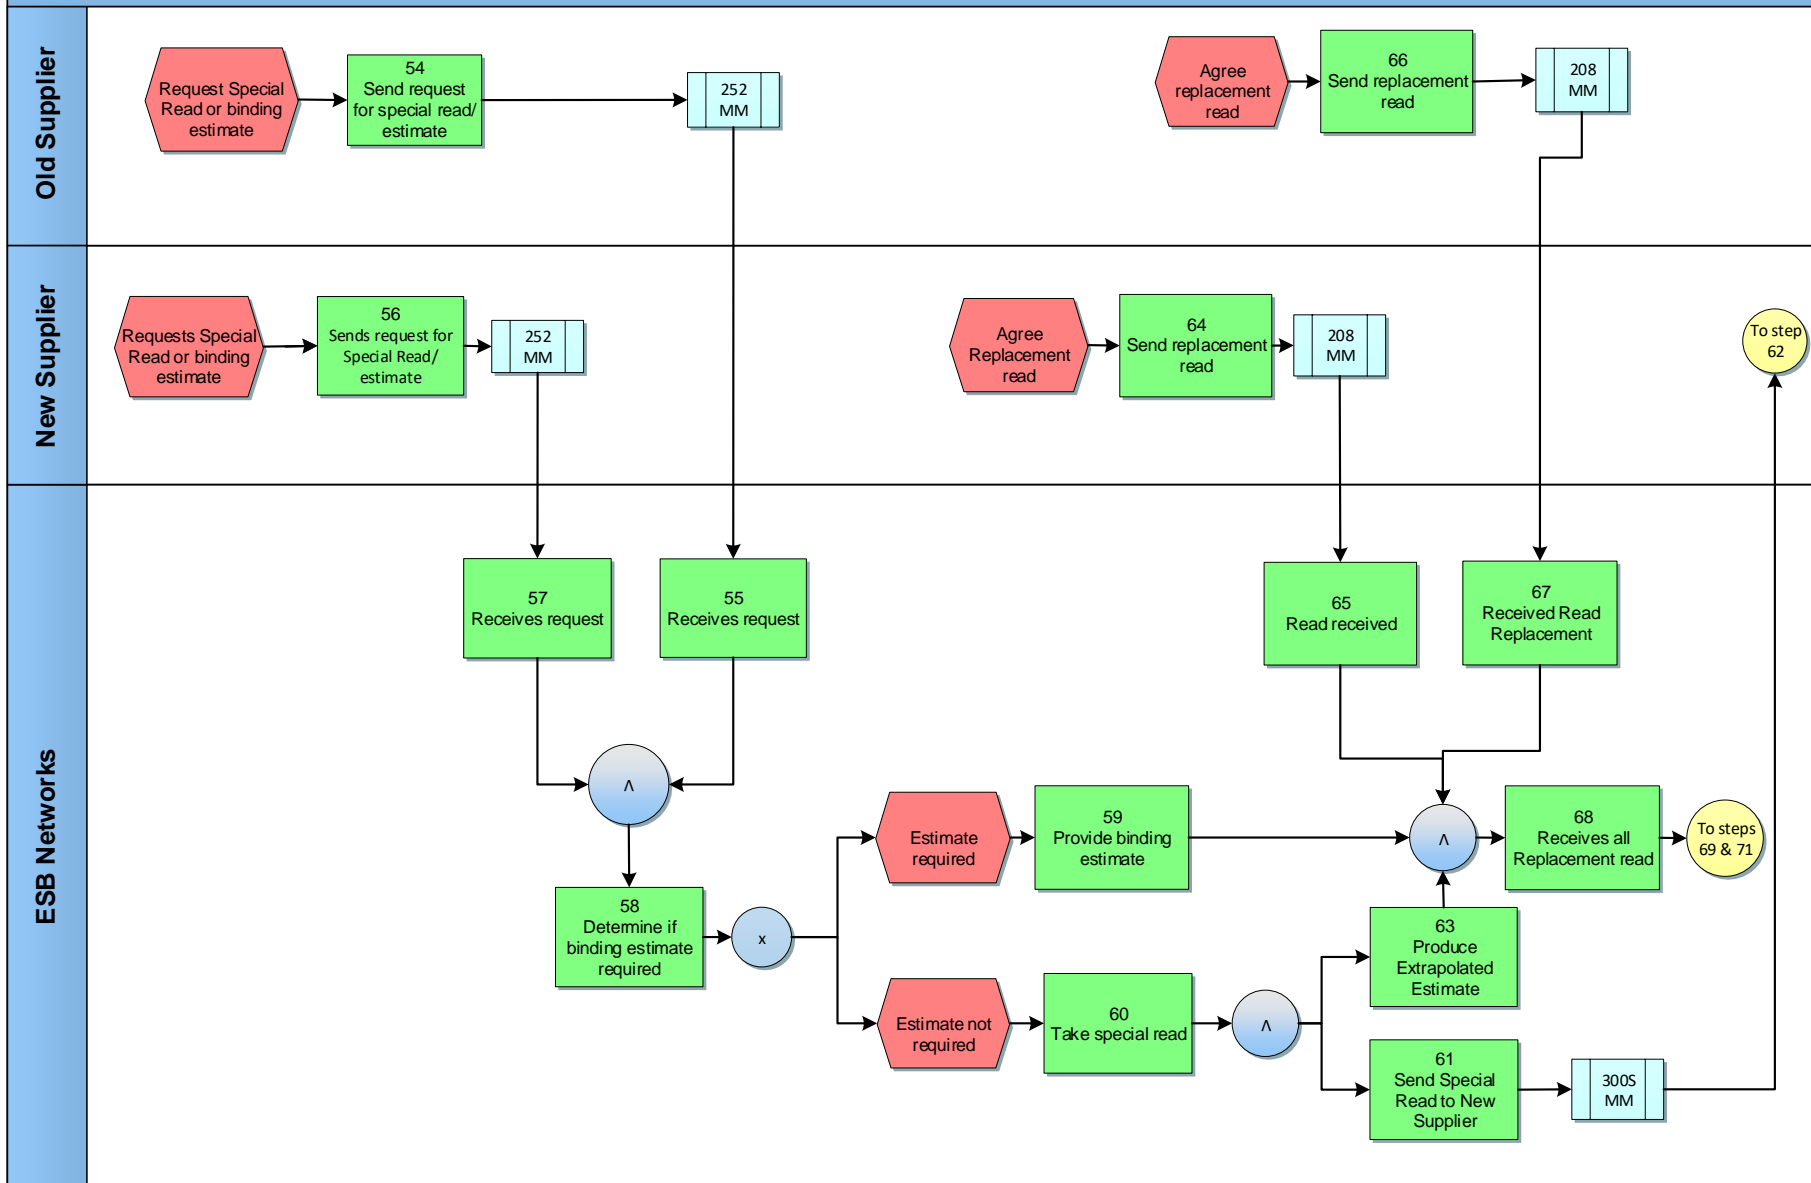 Old Supplier
Request Special
Read or binding
estimate
54
Send request
for special read/
estimate
252
MM
Agree
replacement
read
66
Send replacement
read
208
MM
New Supplier
Requests Special
Read or binding
estimate
56
Sends request for
Special Read/
estimate
252
MM
Agree
Replacement
read
64
Send replacement
read
208
MM
To step
62
ESB Networks
57
Receives request
55
Receives request
65
Read received
67
Received Read
Replacement
Λ
58
Determine if
binding estimate
required
x
Estimate
required
59
Provide binding
estimate
Λ
68
Receives all
Replacement read
To steps
69 & 71
Estimate not
required
60
Take special read
Λ
63
Produce
Extrapolated
Estimate
61
Send Special
Read to New
Supplier
300S
MM